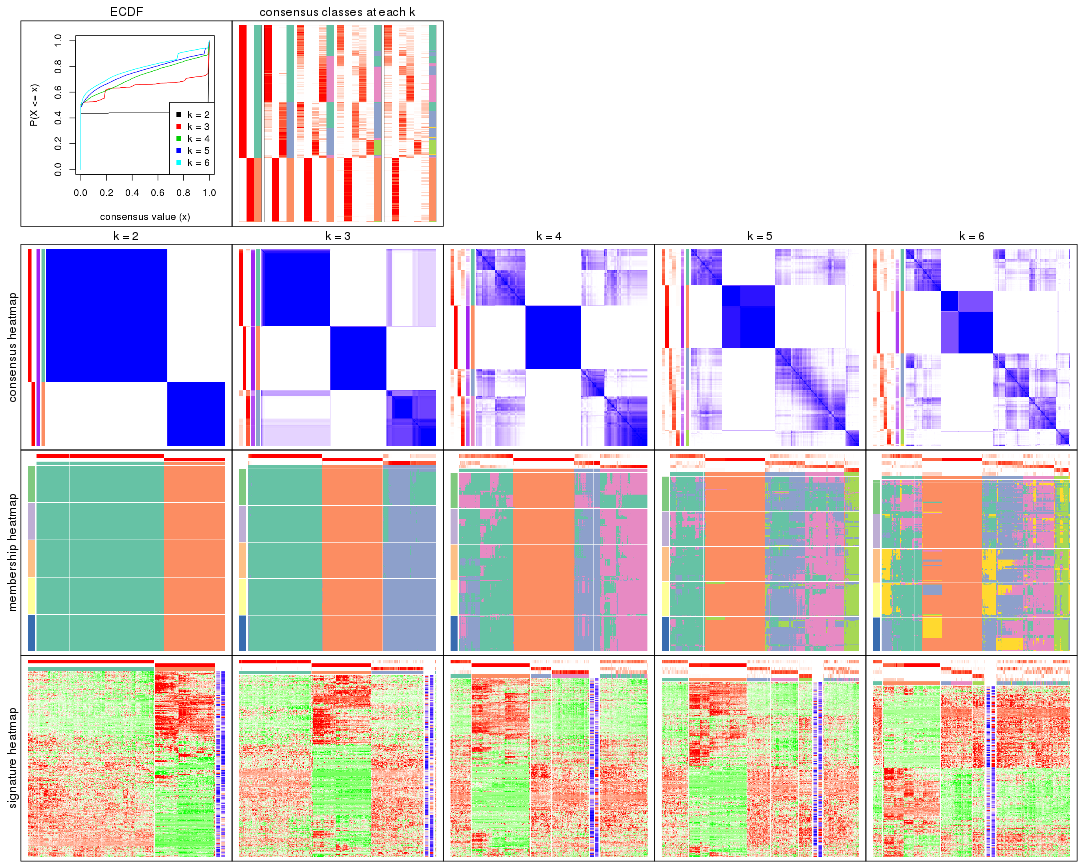 ECDF
consensus classes at each k
P(X <= x)
0.0
0.2
0.4
0.6
0.8
1.0
k = 2
k = 3
k = 4
k = 5
k = 6
0.0 0.2 0.4 0.6 0.8 1.0
consensus value (x)
k = 2
k = 3
k = 4
k = 5
k = 6
consensus heatmap
membership heatmap
signature heatmap